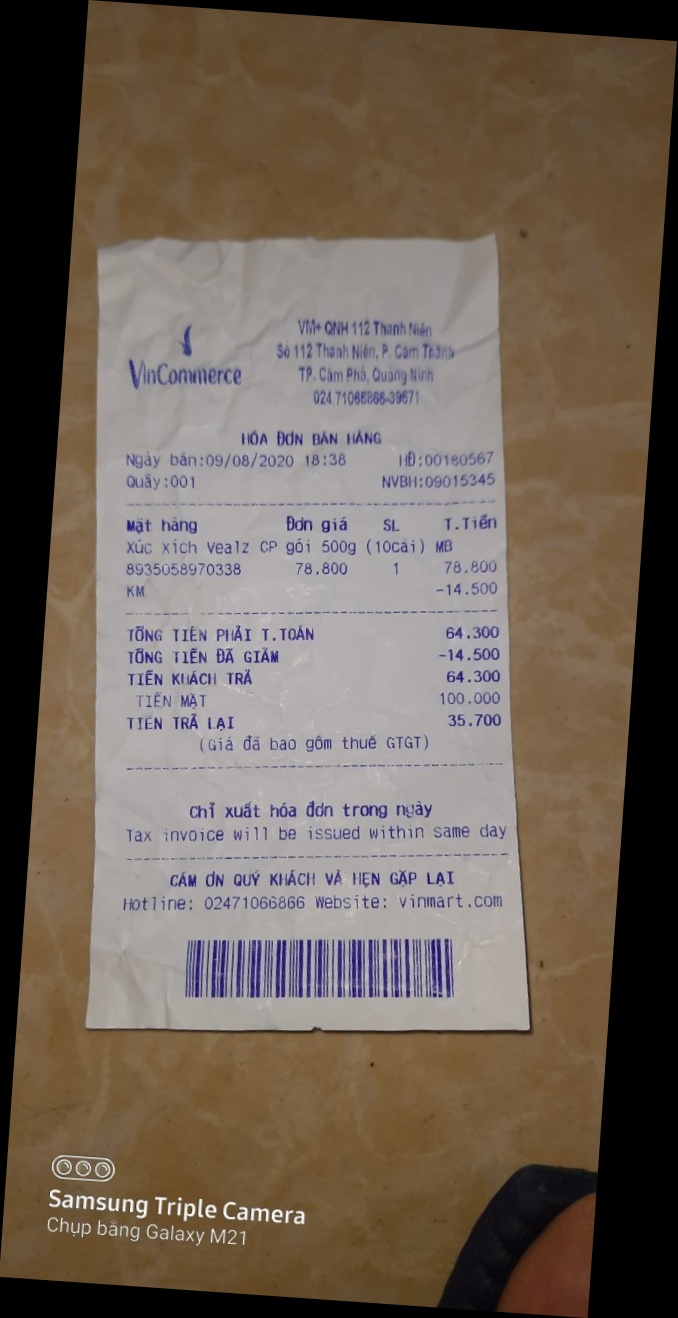 VinCommerce
VM+ QNH 112 Thanh Niên
Số 112 Thanh Niên, P. Cẩm Thành
TP. Cẩm Phả, Quảng Ninh
024.71066866-39671
HÓA ĐƠN BÁN HÀNG
Ngày bán:09/08/2020 18:38 HĐ:00180567
Quầy:001 NVBH:09015345
Mặt hàng Đơn giá SL T.Tiền
Xúc xích Vealz CP gói 500g (10cái) MB
8935058970338 78.800 1 78.800
KM -14.500
TỔNG TIỀN PHẢI T.TOÁN 64.300
TỔNG TIỀN ĐÃ GIẢM -14.500
TIỀN KHÁCH TRẢ 64.300
TIỀN MẶT 100.000
TIỀN TRẢ LẠI 35.700
(Giá đã bao gồm thuế GTGT)
Chỉ xuất hóa đơn trong ngày
Tax invoice will be issued within same day
CẢM ƠN QUÝ KHÁCH VÀ HẸN GẶP LẠI
Hotline: 02471066866 Website: vinmart.com
Samsung Triple Camera
Chụp bằng Galaxy M21